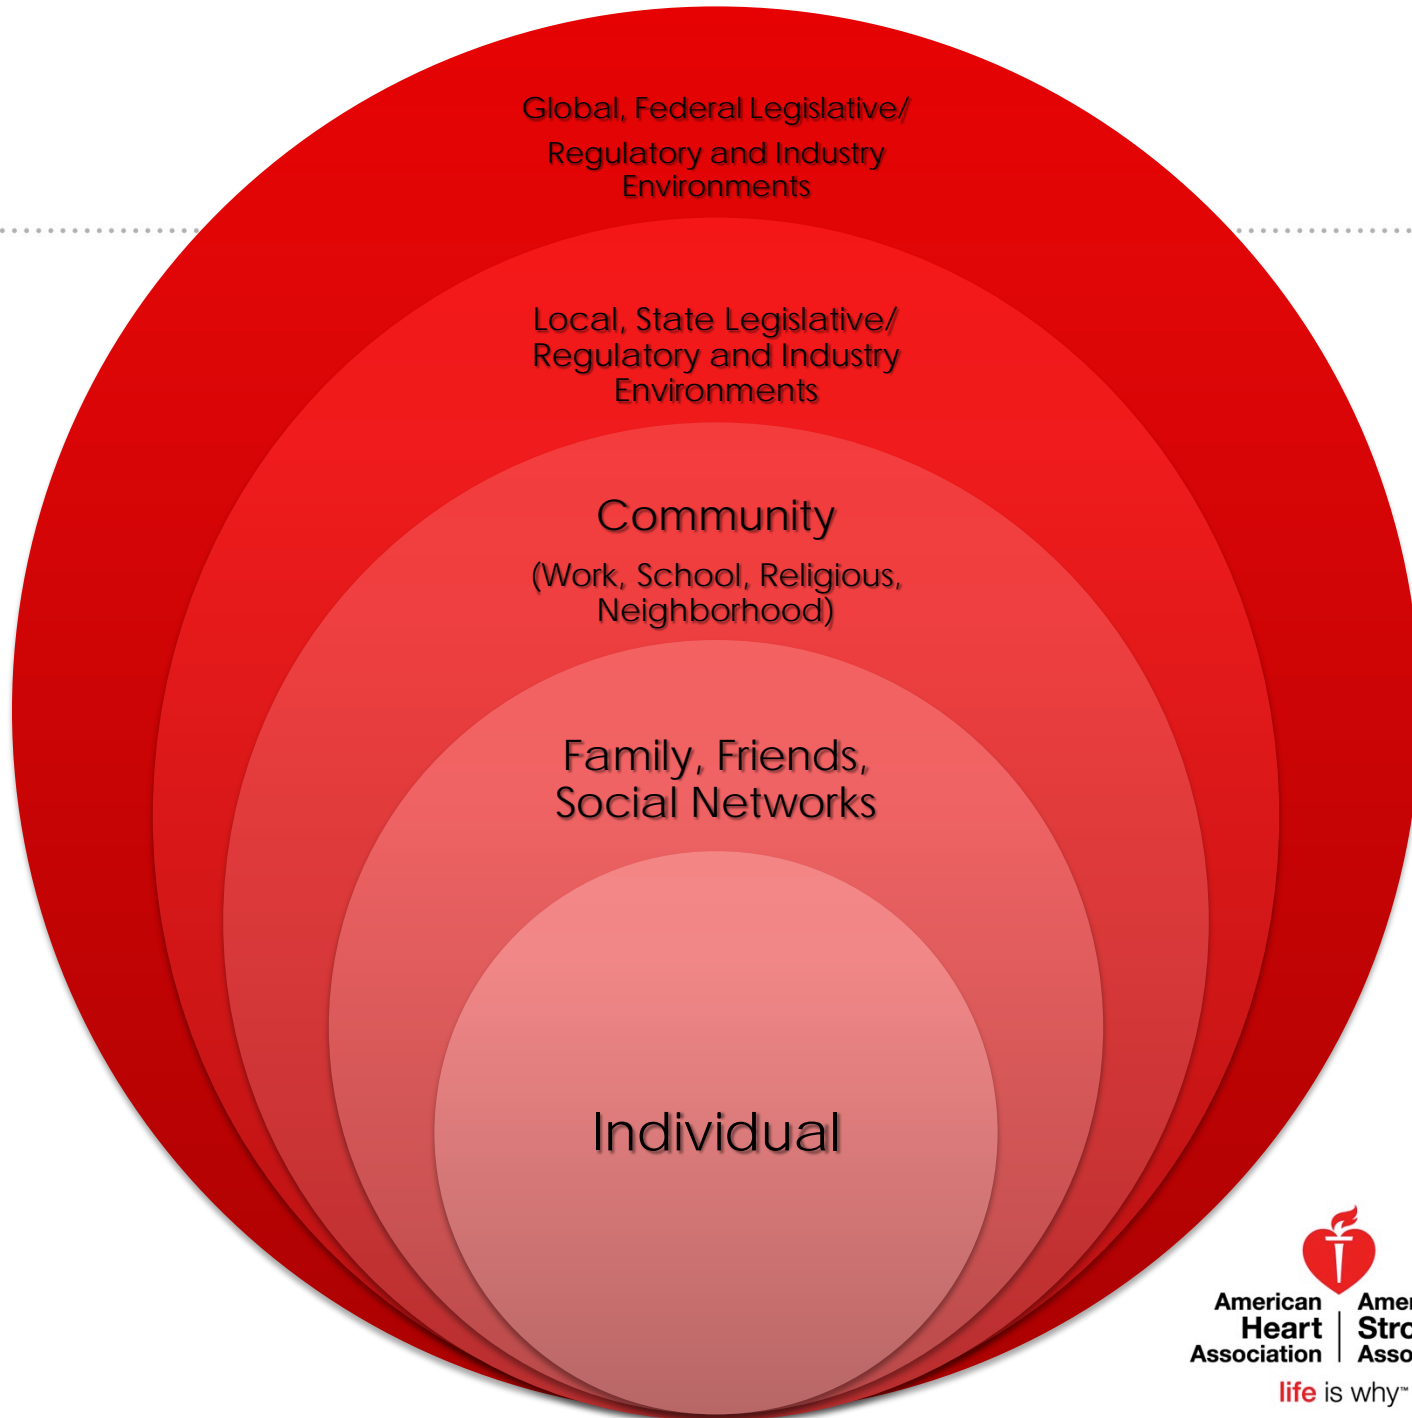 Global, Federal Legislative/
Regulatory and Industry
Environments
Local, State Legislative/
Regulatory and Industry
Environments
Community
(Work, School, Religious,
Neighborhood)
Family, Friends,
Social Networks
Individual
American
Heart
Association
life is why™